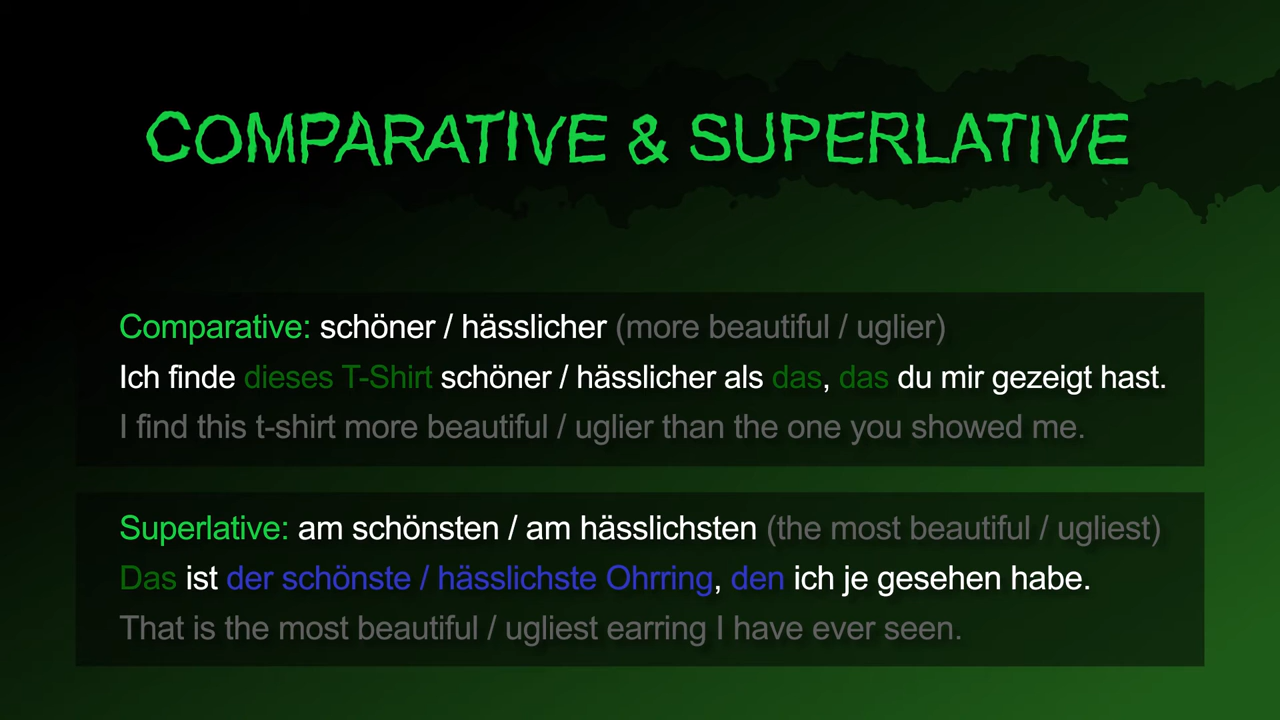 COMPARATIVE & SUPERLATIVE
Comparative: schöner / hässlicher (more beautiful / uglier)
Ich finde dieses T-Shirt schöner / hässlicher als das, das du mir gezeigt hast.
I find this t-shirt more beautiful / uglier than the one you showed me.
Superlative: am schönsten / am hässlichsten (the most beautiful / ugliest)
Das ist der schönste / hässlichste Ohrring, den ich je gesehen habe.
That is the most beautiful / ugliest earring I have ever seen.